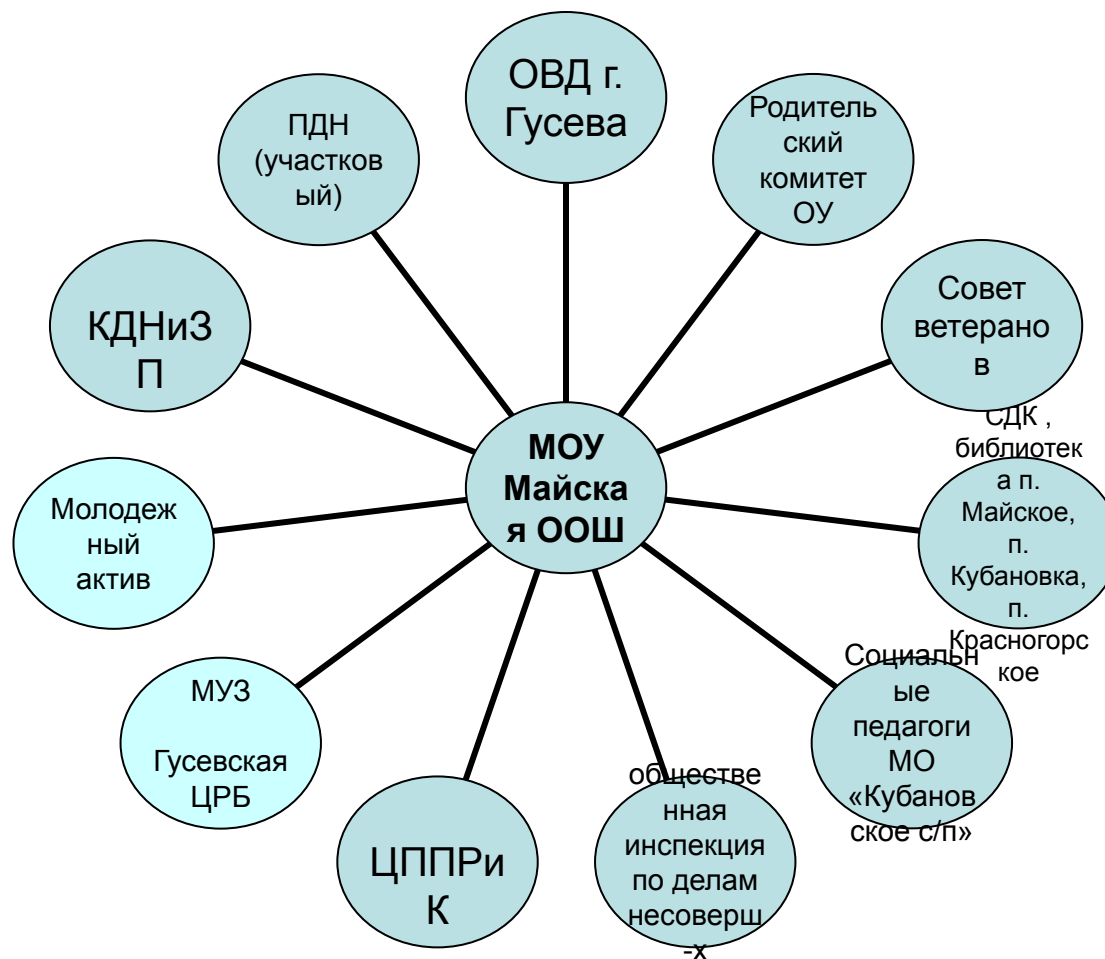 ОВД г.
Гусева
Родитель
ский
комитет
ОУ
Совет
ветерано
в
СДК ,
библиотек
а п.
Майское,
п.
Кубановка,
п.
Красногорс
кое
Социальн
ые
педагоги
МО
«Кубанов
ское с/п»
обществе
нная
инспекция
по делам
несоверш
-х
ЦППРи
К
МУЗ
Гусевская
ЦРБ
Молодеж
ный
актив
КДНиЗ
П
ПДН
(участков
ый)
МОУ
Майска
я ООШ